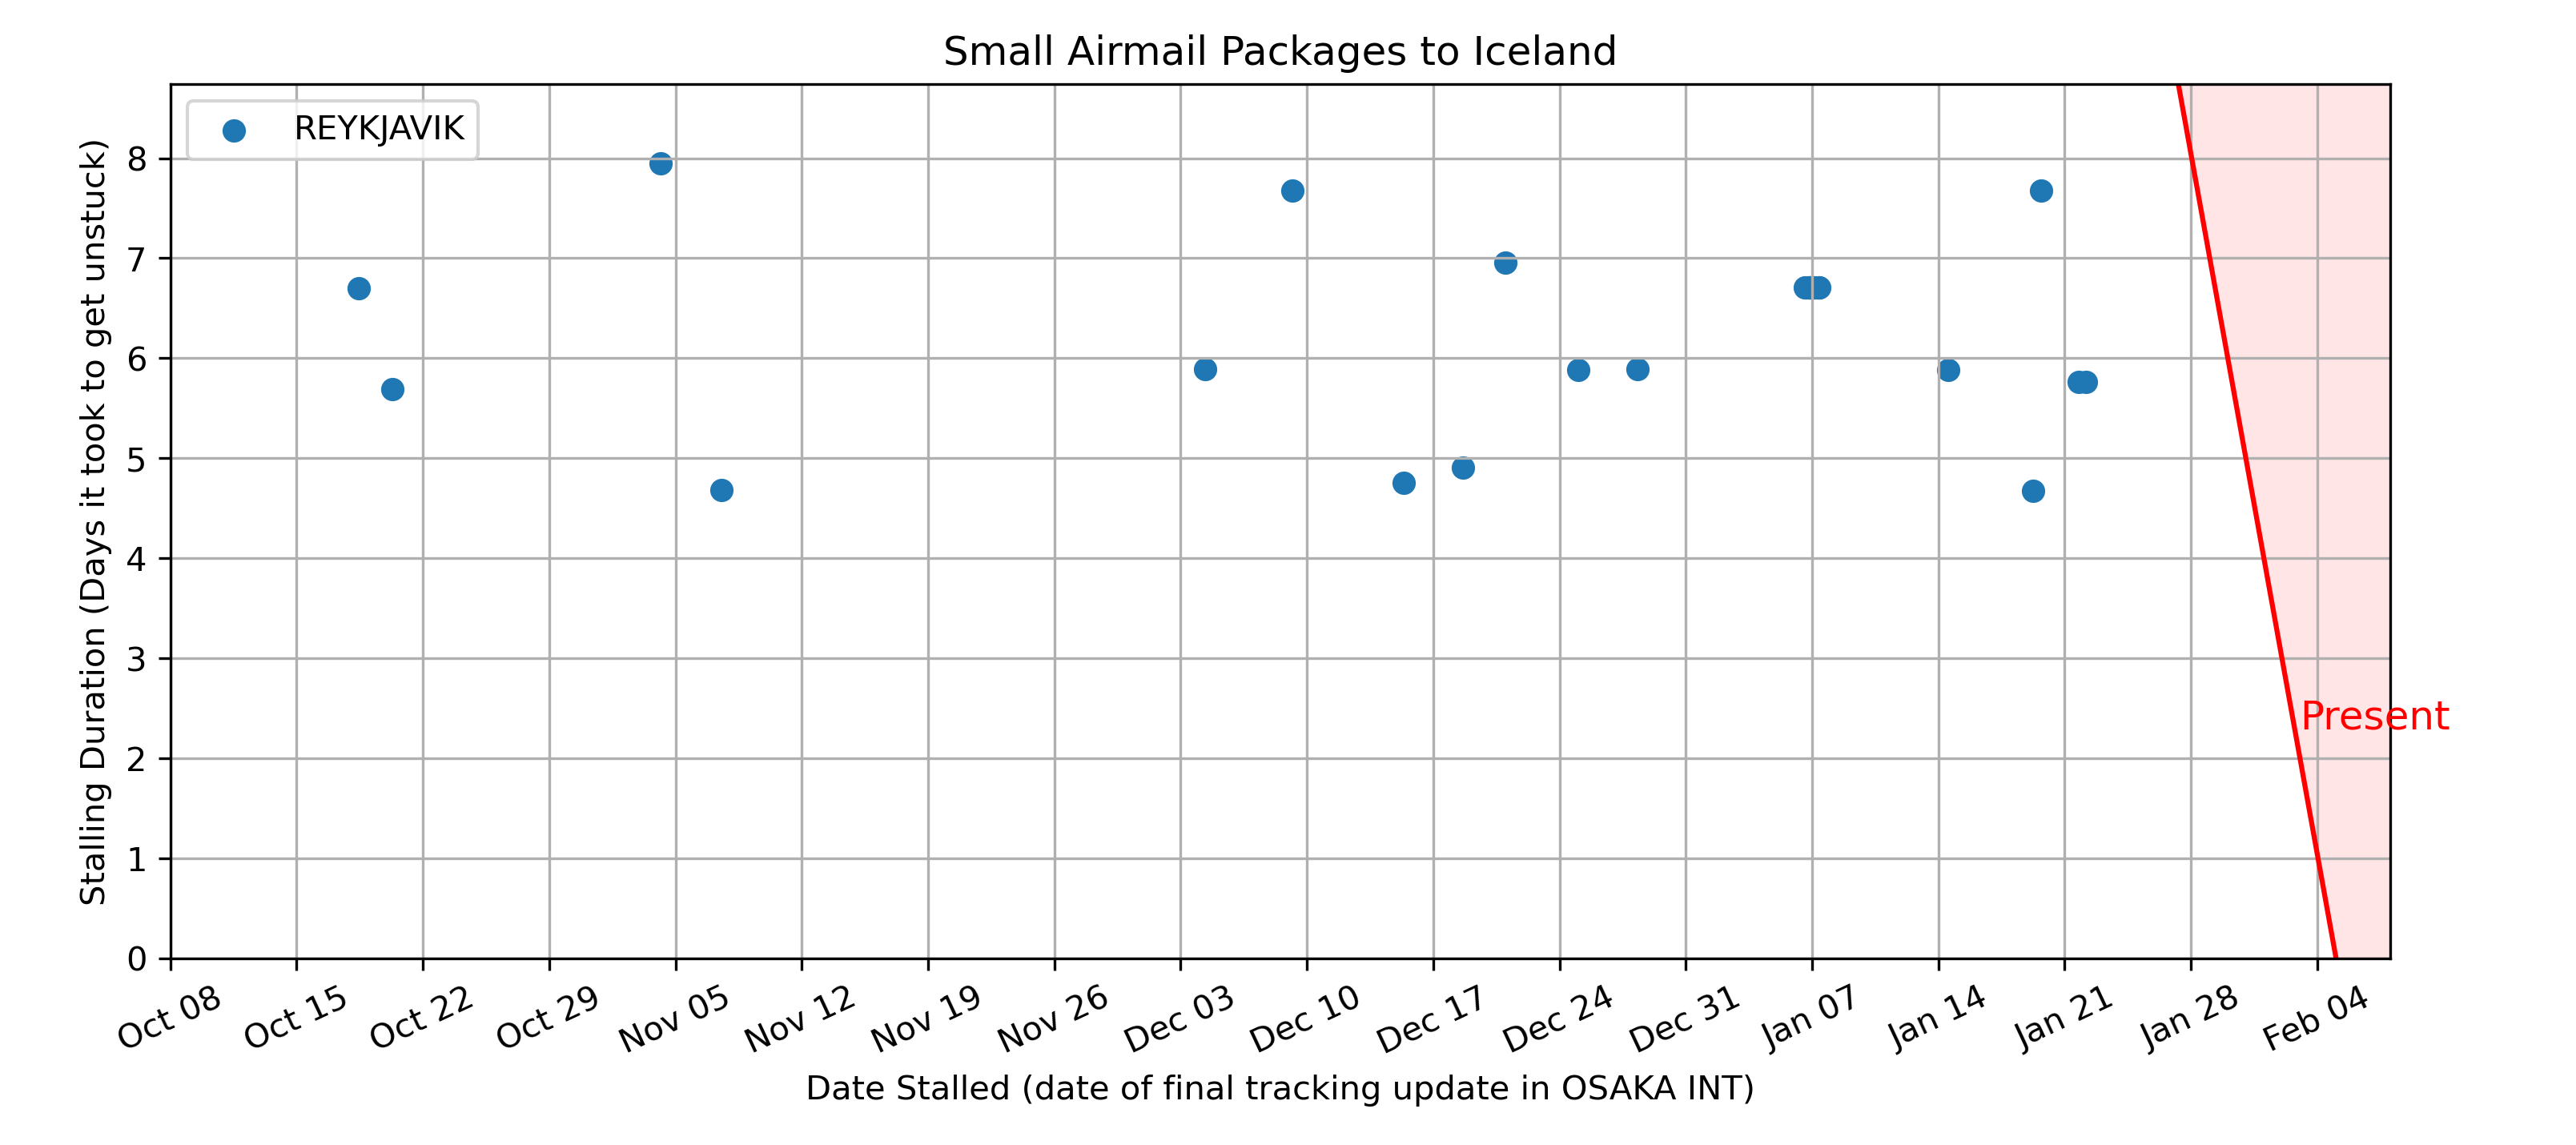 Small Airmail Packages to Iceland
REYKJAVIK
Stalling Duration (Days it took to get unstuck)
8
7
6
5
4
3
2
1
0
Present
Oct 08 Oct 15 Oct 22 Oct 29 Nov 05 Nov 12 Nov 19 Nov 26 Dec 03 Dec 10 Dec 17 Dec 24 Dec 31 Jan 07 Jan 14 Jan 21 Jan 28 Feb 04
Date Stalled (date of final tracking update in OSAKA INT)